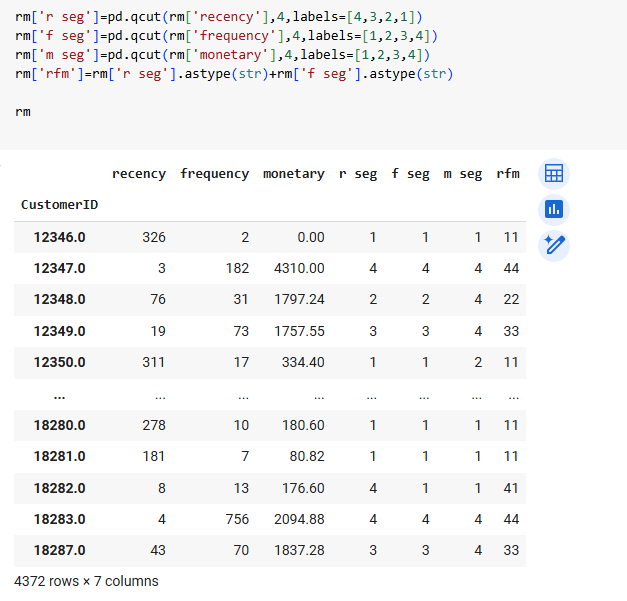 rm['r seg']=pd.qcut(rm['recency'],4,labels=[4,3,2,1])
rm['f seg']=pd.qcut(rm['frequency'],4,labels=[1,2,3,4])
rm['m seg']=pd.qcut(rm['monetary'],4,labels=[1,2,3,4])
rm['rfm']=rm['r seg'].astype(str)+rm['f seg'].astype(str)
rm
recency frequency monetary r seg f seg m seg rfm
CustomerID
12346.0 326 2 0.00 1 1 1 11
12347.0 3 182 4310.00 4 4 4 44
12348.0 76 31 1797.24 2 2 4 22
12349.0 19 73 1757.55 3 3 4 33
12350.0 311 17 334.40 1 1 2 11
... ... ... ... ... ... ... ...
18280.0 278 10 180.60 1 1 1 11
18281.0 181 7 80.82 1 1 1 11
18282.0 8 13 176.60 4 1 1 41
18283.0 4 756 2094.88 4 4 4 44
18287.0 43 70 1837.28 3 3 4 33
4372 rows × 7 columns